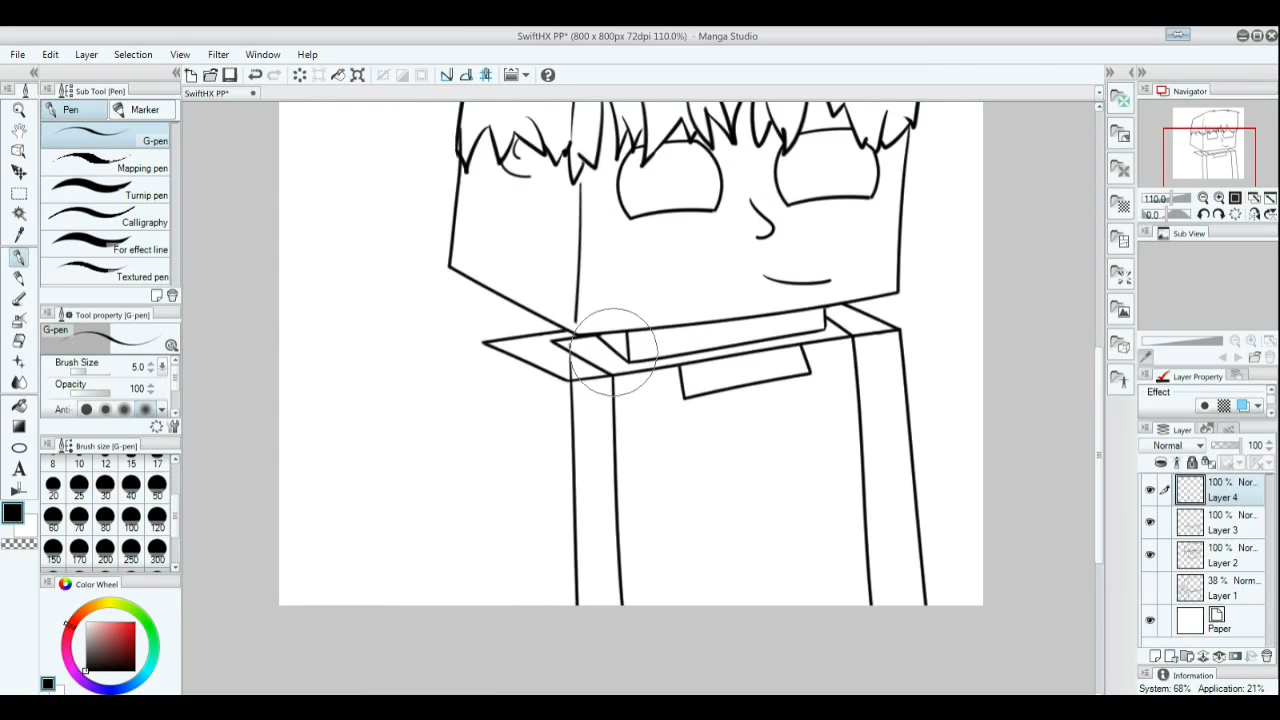 SwiftHX PP* (800 x 800px 72dpi 110.0%) - Manga Studio
File Edit Layer Selection View Filter Window Help
Sub Tool [Pen]
SwiftHX PP*
Navigator
Pen Marker
G-pen
Mapping pen
Turnip pen
Calligraphy
For effect line
Textured pen
110.0
0.0
Sub View
Tool property [G-pen]
G-pen
Brush Size 5.0
Opacity 100
Anti-
Layer Property
Effect
Brush size [G-pen]
8 10 12 15 17
20 25 30 40 50
60 70 80 100 120
150 170 200 250 300
Layer
Normal 100
100 % Nor...
Layer 4
100 % Nor...
Layer 3
100 % Nor...
Layer 2
38 % Norm...
Layer 1
Paper
Color Wheel
Information
System: 68% Application: 21%
A